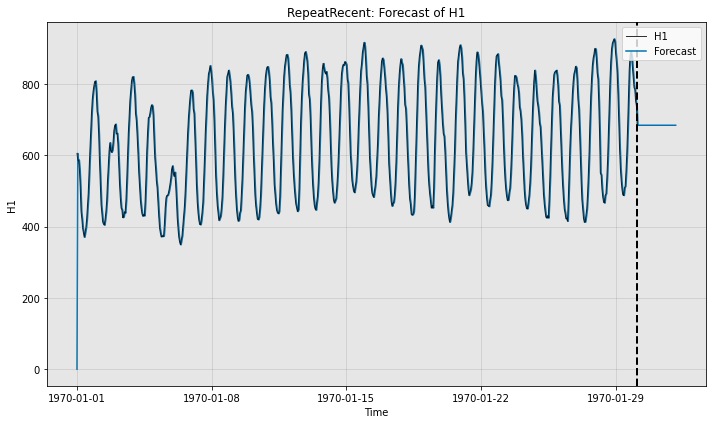 RepeatRecent: Forecast of H1
H1
Forecast
H1
800
600
400
200
0
1970-01-01
1970-01-08
1970-01-15
1970-01-22
1970-01-29
Time